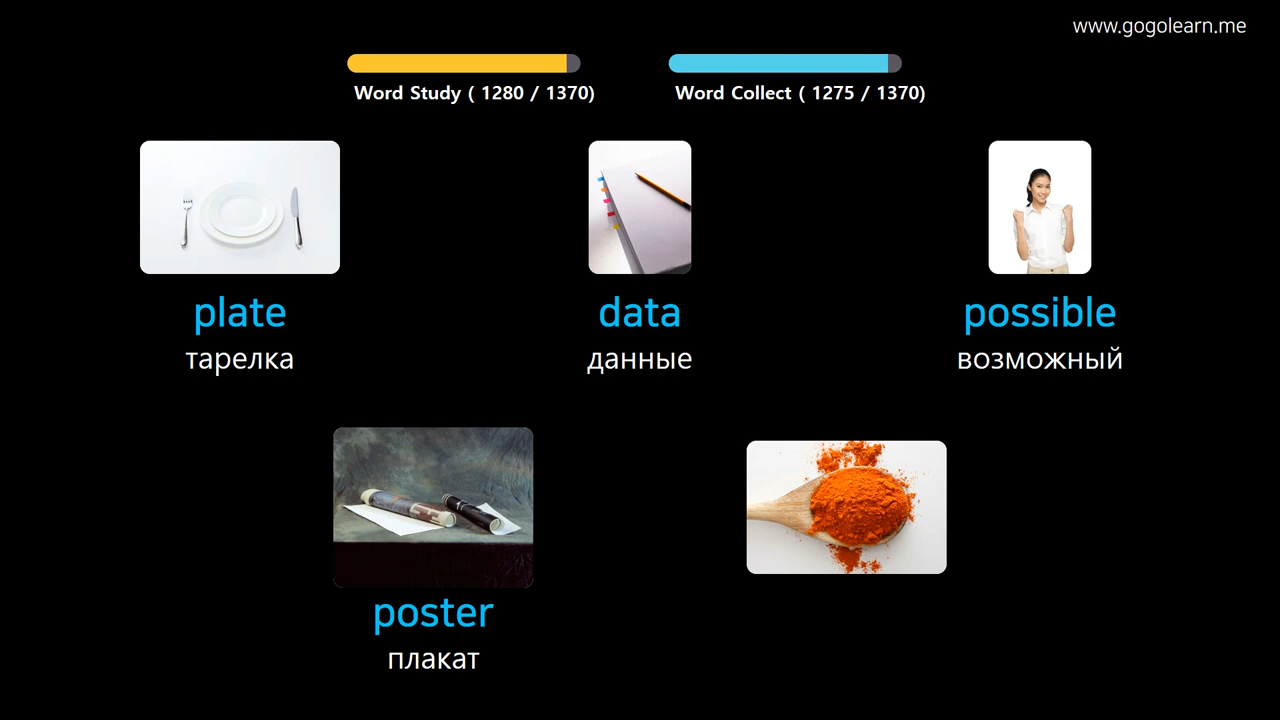 www.gogolearn.me
Word Study ( 1280 / 1370)
Word Collect ( 1275 / 1370)
plate
data
possible
тарелка
данные
возможный
poster
плакат